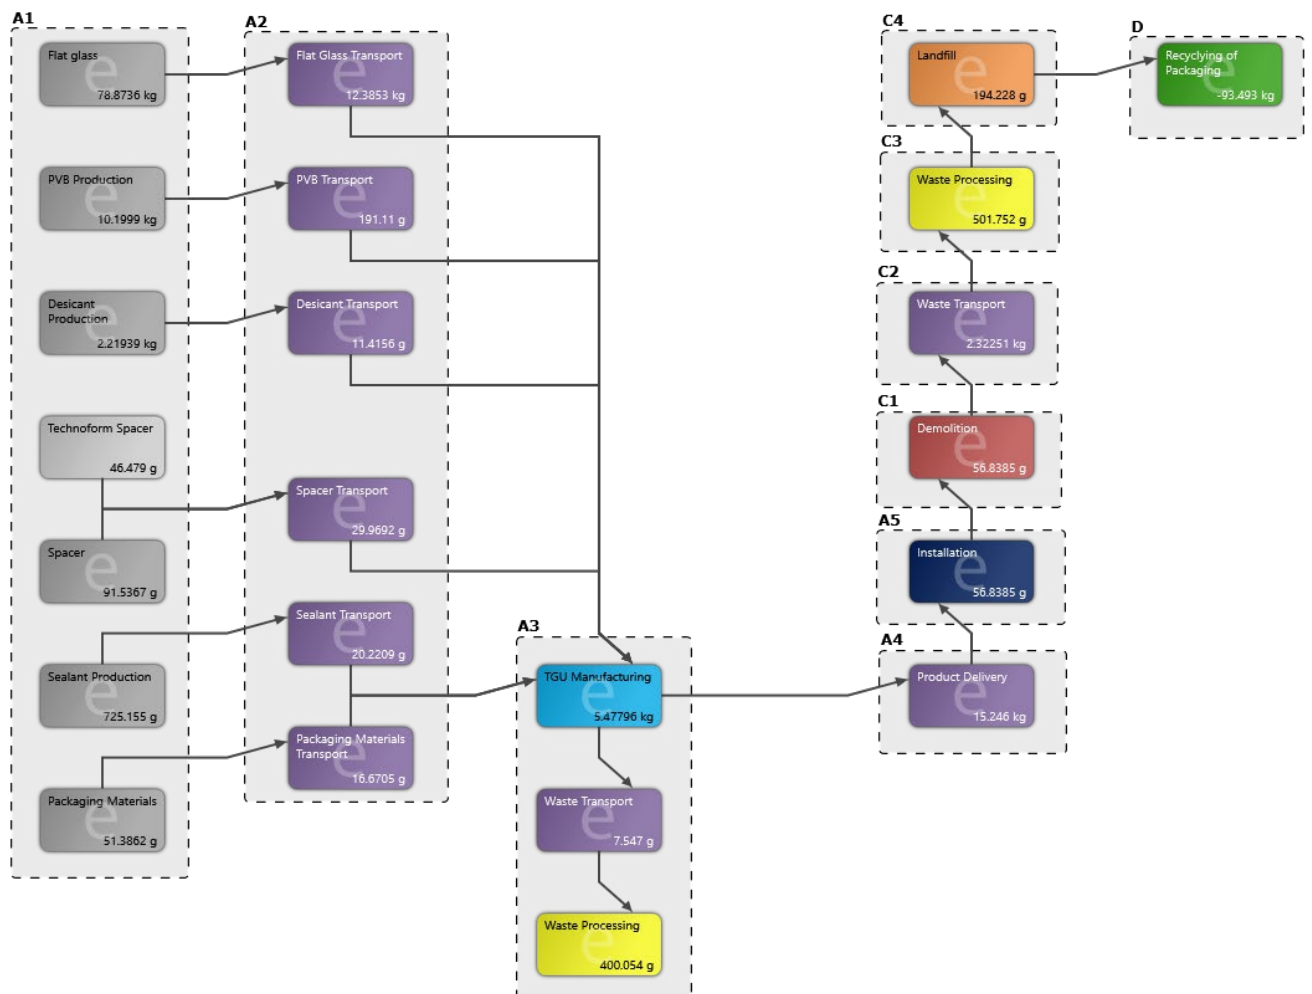 A1
Flat glass
78.8736 kg
PVB Production
10.1999 kg
Desicant
Production
2.21939 kg
Technoform Spacer
46.479 g
Spacer
91.5367 g
Sealant Production
725.155 g
Packaging Materials
51.3862 g
A2
Flat Glass Transport
12.3853 kg
PVB Transport
191.11 g
Desicant Transport
11.4156 g
Spacer Transport
29.9692 g
Sealant Transport
20.2209 g
Packaging Materials
Transport
16.6705 g
A3
TGU Manufacturing
5.47796 kg
Waste Transport
7.547 g
Waste Processing
400.054 g
C4
Landfill
194.228 g
C3
Waste Processing
501.752 g
C2
Waste Transport
2.32251 kg
C1
Demolition
56.8385 g
A5
Installation
56.8385 g
A4
Product Delivery
15.246 kg
D
Recyclying of
Packaging
-93.493 kg